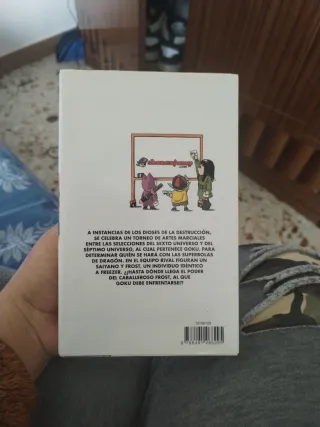 A INSTANCIAS DE LOS DIOSES DE LA DESTRUCCIÓN,
SE CELEBRA UN TORNEO DE ARTES MARCIALES
ENTRE LAS SELECCIONES DEL SEXTO UNIVERSO Y DEL
SÉPTIMO UNIVERSO, AL CUAL PERTENECE GOKU, PARA
DETERMINAR QUIÉN SE HARÁ CON LAS SUPERBOLAS
DE DRAGÓN. EN EL EQUIPO RIVAL FIGURAN UN
SAIYANO Y FROST, UN INDIVIDUO IDÉNTICO
A FREEZER. ¿HASTA DÓNDE LLEGA EL PODER
DEL CABALLEROSO FROST, AL QUE
GOKU DEBE ENFRENTARSE?